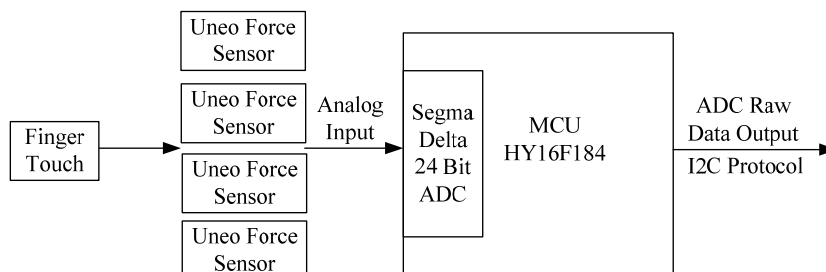 Finger
Touch
Uneo Force
Sensor
Uneo Force
Sensor
Uneo Force
Sensor
Uneo Force
Sensor
Analog
Input
Segma
Delta
24 Bit
ADC
MCU
HY16F184
ADC Raw
Data Output
I2C Protocol